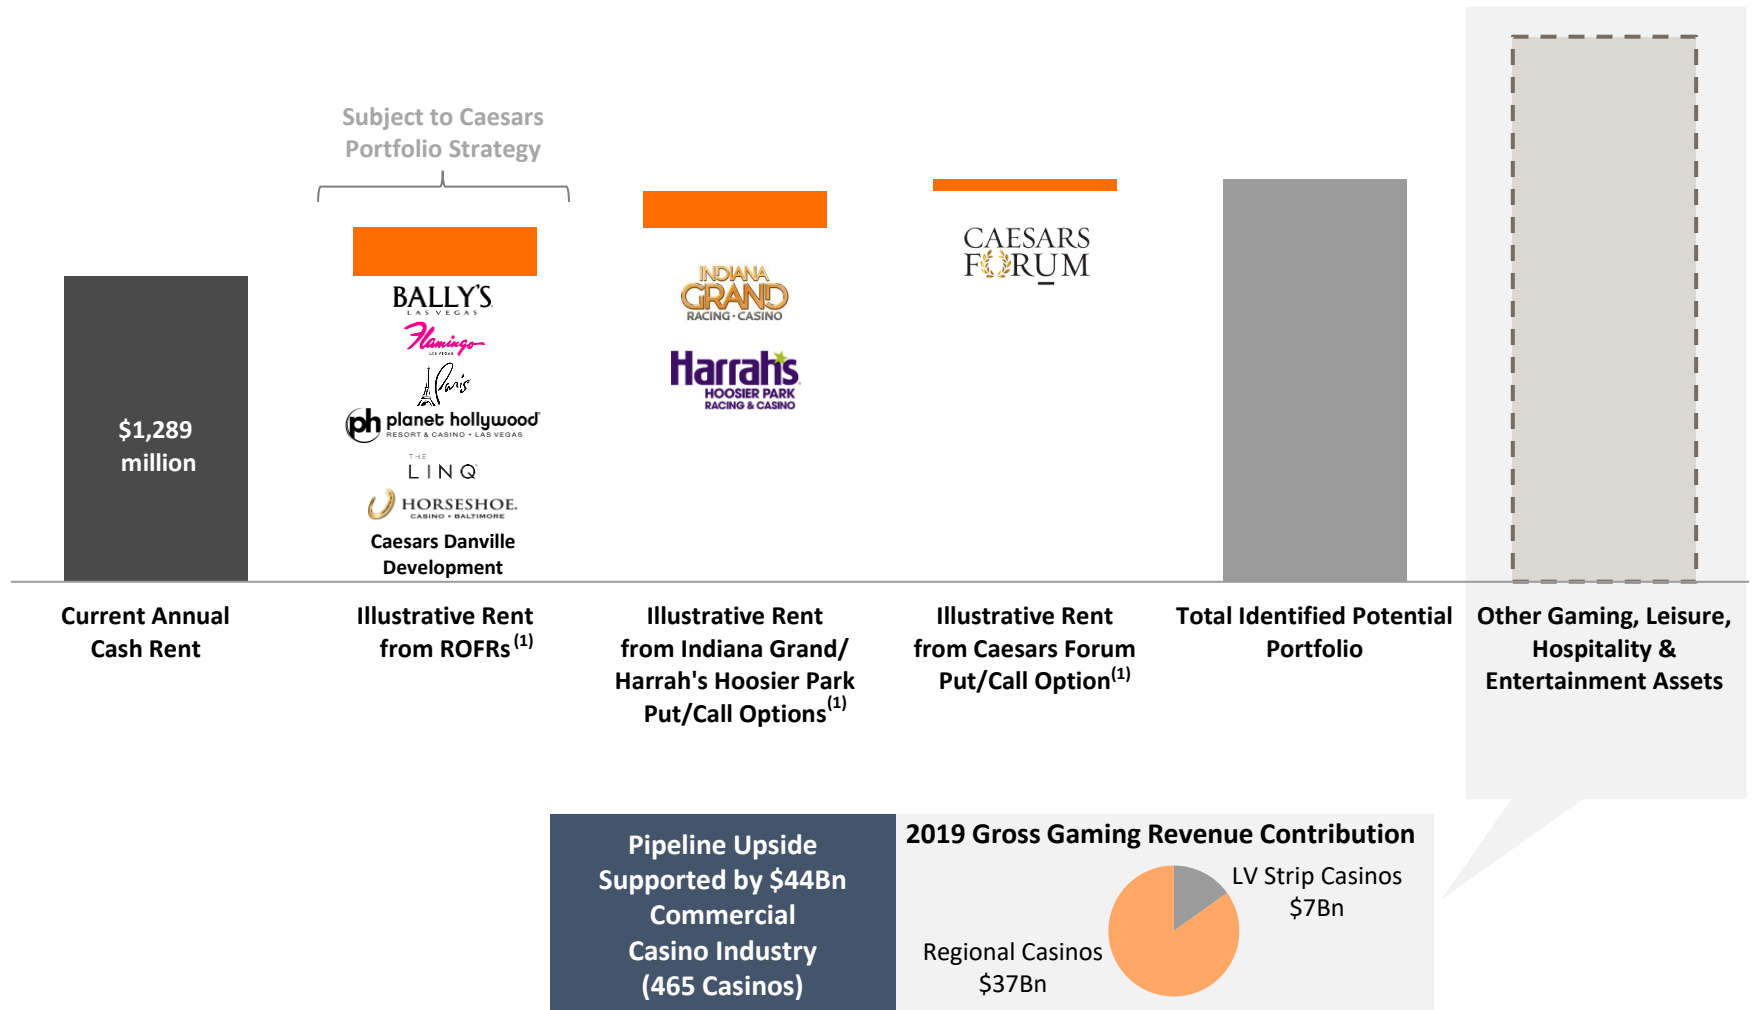 Subject to Caesars
Portfolio Strategy
$1,289
million
BALLY'S
LAS VEGAS
Flamingo
LAS VEGAS
Paris
ph planet hollywood
RESORT & CASINO • LAS VEGAS
THE
LINQ
HORSESHOE.
CASINO • BALTIMORE
Caesars Danville
Development
INDIANA
GRAND
RACING • CASINO
Harrah's
HOOSIER PARK
RACING & CASINO
CAESARS
FORUM
Current Annual
Cash Rent
Illustrative Rent
from ROFRs(1)
Illustrative Rent
from Indiana Grand/
Harrah's Hoosier Park
Put/Call Options(1)
Illustrative Rent
from Caesars Forum
Put/Call Option(1)
Total Identified Potential
Portfolio
Other Gaming, Leisure,
Hospitality &
Entertainment Assets
Pipeline Upside
Supported by $44Bn
Commercial
Casino Industry
(465 Casinos)
2019 Gross Gaming Revenue Contribution
LV Strip Casinos
$7Bn
Regional Casinos
$37Bn